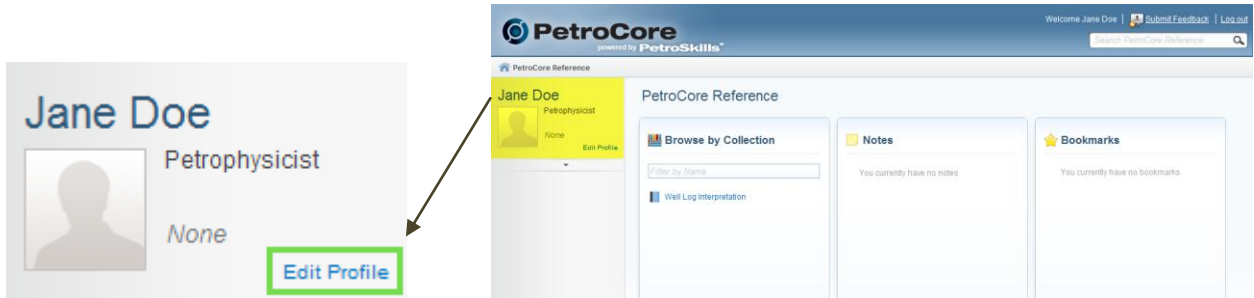 Jane Doe
Petrophysicist
None
Edit Profile
PetroCore
powered by PetroSkills
Welcome Jane Doe | Submit Feedback | Log out
Search PetroCore Reference
PetroCore Reference
Jane Doe
Petrophysicist
None
Edit Profile
PetroCore Reference
Browse by Collection
Filter by Name
Well Log Interpretation
Notes
You currently have no notes
Bookmarks
You currently have no bookmarks